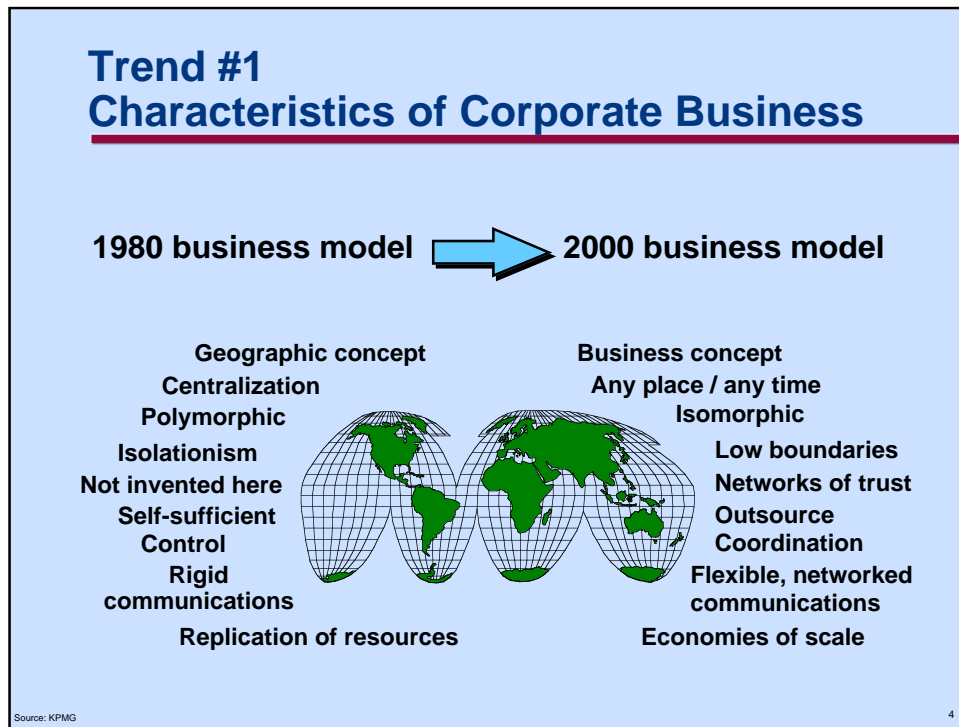 Trend #1
Characteristics of Corporate Business
1980 business model
2000 business model
Geographic concept
Centralization
Polymorphic
Isolationism
Not invented here
Self-sufficient
Control
Rigid
communications
Replication of resources
Business concept
Any place / any time
Isomorphic
Low boundaries
Networks of trust
Outsource
Coordination
Flexible, networked
communications
Economies of scale
Source: KPMG
4